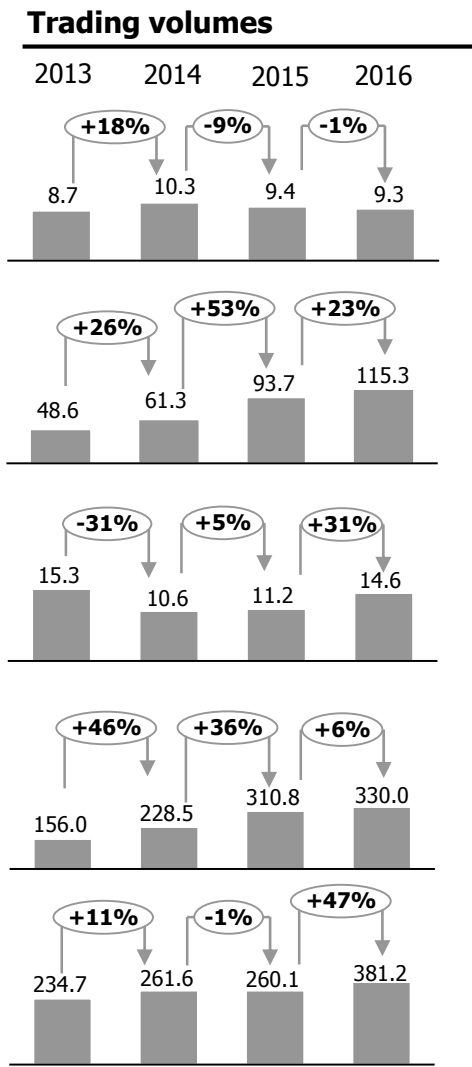 Trading volumes
2013 2014 2015 2016
+18% -9% -1%
8.7 10.3 9.4 9.3
+26% +53% +23%
48.6 61.3 93.7 115.3
-31% +5% +31%
15.3 10.6 11.2 14.6
+46% +36% +6%
156.0 228.5 310.8 330.0
+11% -1% +47%
234.7 261.6 260.1 381.2